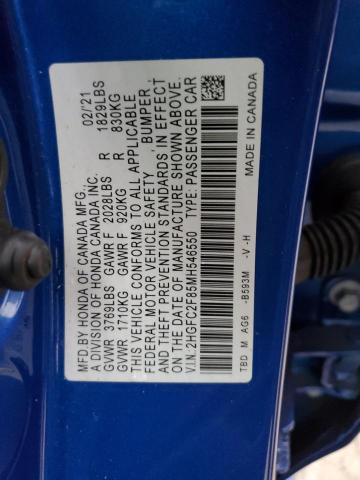 MFD.BY HONDA OF CANADA MFG. 02/21
A DIVISION OF HONDA CANADA INC.
GVWR 3769LBS GAWR F 2028LBS R 1829LBS
GVWR 1710KG GAWR F 920KG R 830KG
THIS VEHICLE CONFORMS TO ALL APPLICABLE
FEDERAL MOTOR VEHICLE SAFETY, BUMPER,
AND THEFT PREVENTION STANDARDS IN EFFECT
ON THE DATE OF MANUFACTURE SHOWN ABOVE.
V.I.N. 2HGFC2F85MH546550 TYPE: PASSENGER CAR
TBD M AG6 -B593M -V -H MADE IN CANADA